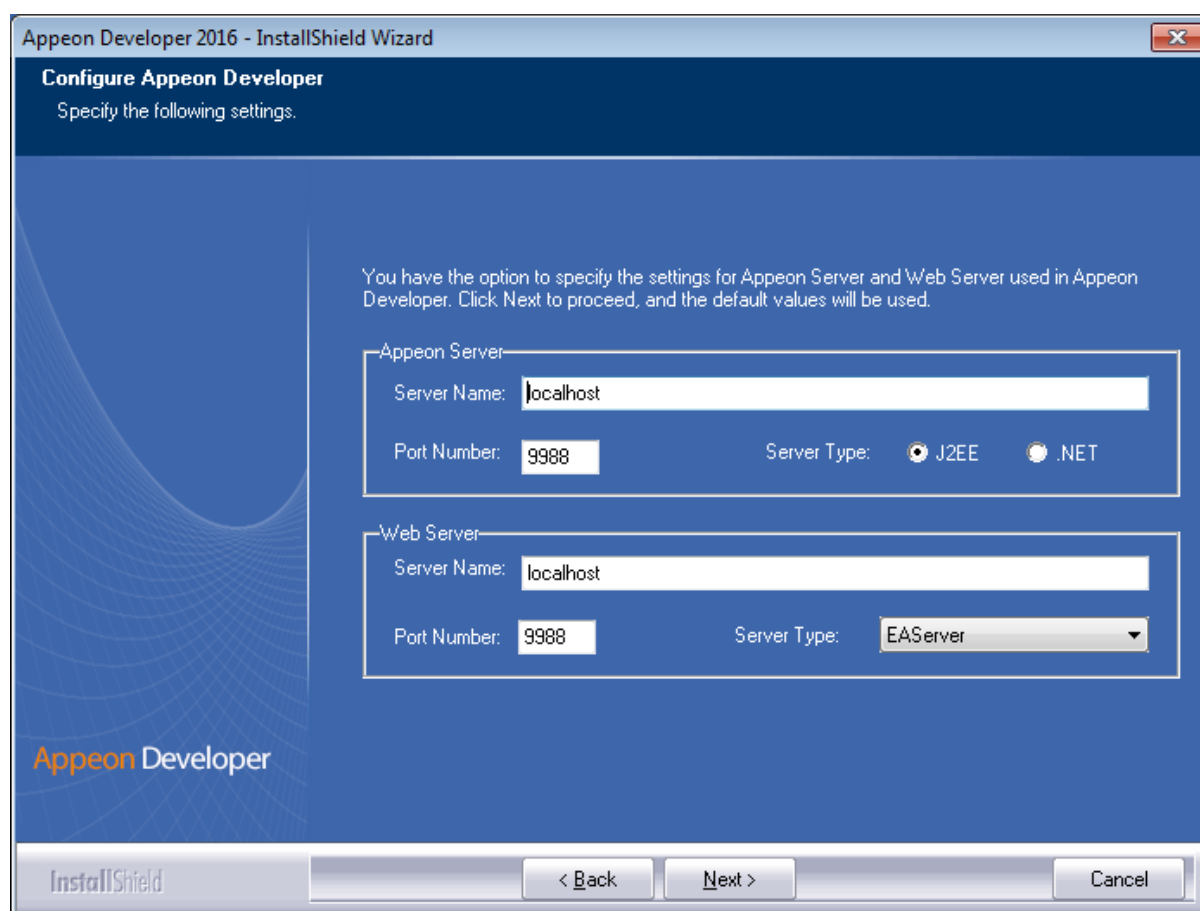 Appeon Developer 2016 - InstallShield Wizard
Configure Appeon Developer
Specify the following settings.
You have the option to specify the settings for Appeon Server and Web Server used in Appeon
Developer. Click Next to proceed, and the default values will be used.
Appeon Server
Server Name: localhost
Port Number: 9988 Server Type: J2EE .NET
Web Server
Server Name: localhost
Port Number: 9988 Server Type: EAServer
Appeon Developer
InstallShield < Back Next > Cancel